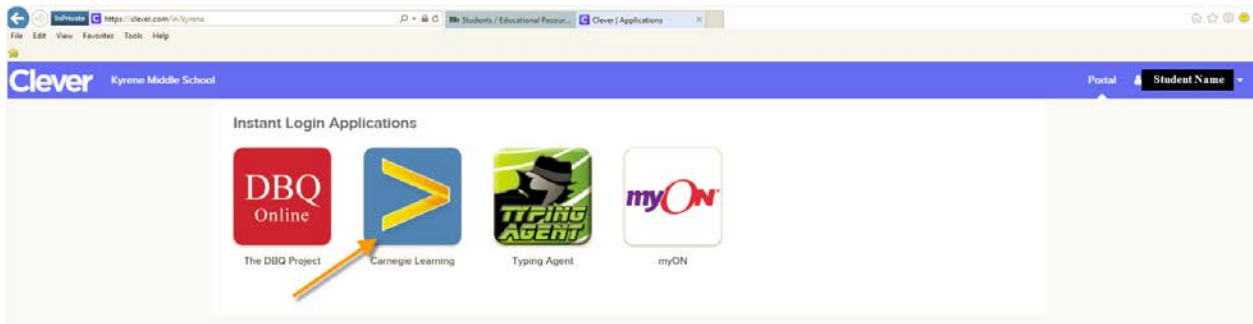 InPrivate https://clever.com/in/kyrene Students / Educational Resour... Clever | Applications
File Edit View Favorites Tools Help
Clever Kyrene Middle School Portal Student Name
Instant Login Applications
DBQ Online
TYPING AGENT
myON
The DBQ Project Carnegie Learning Typing Agent myON